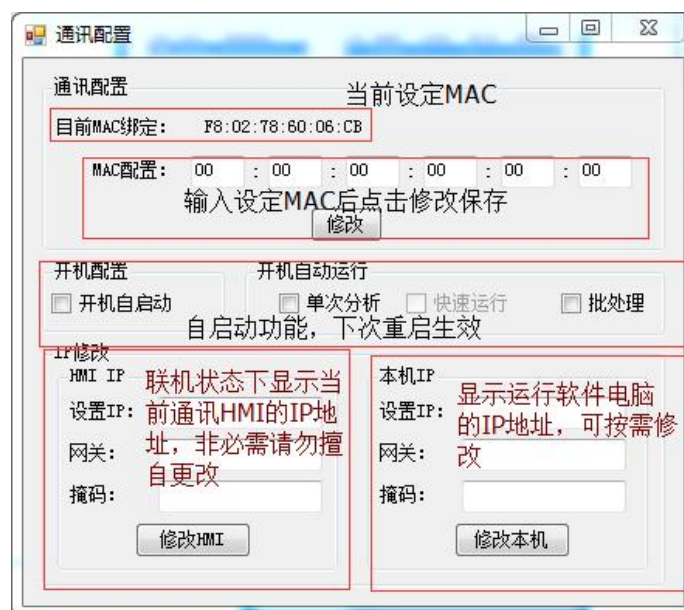 通讯配置
通讯配置
当前设定MAC
目前MAC绑定： F8:02:78:60:06:CB
MAC配置： 00 : 00 : 00 : 00 : 00 : 00
输入设定MAC后点击修改保存
修改
开机配置
开机自动运行
开机自启动
单次分析
快速运行
批处理
自启动功能，下次重启生效
IP修改
HMI IP
设置IP：
网关：
掩码：
联机状态下显示当
前通讯HMI的IP地
址，非必需请勿擅
自更改
修改HMI
本机IP
设置IP：
网关：
掩码：
显示运行软件电脑
的IP地址，可按需修
改
修改本机